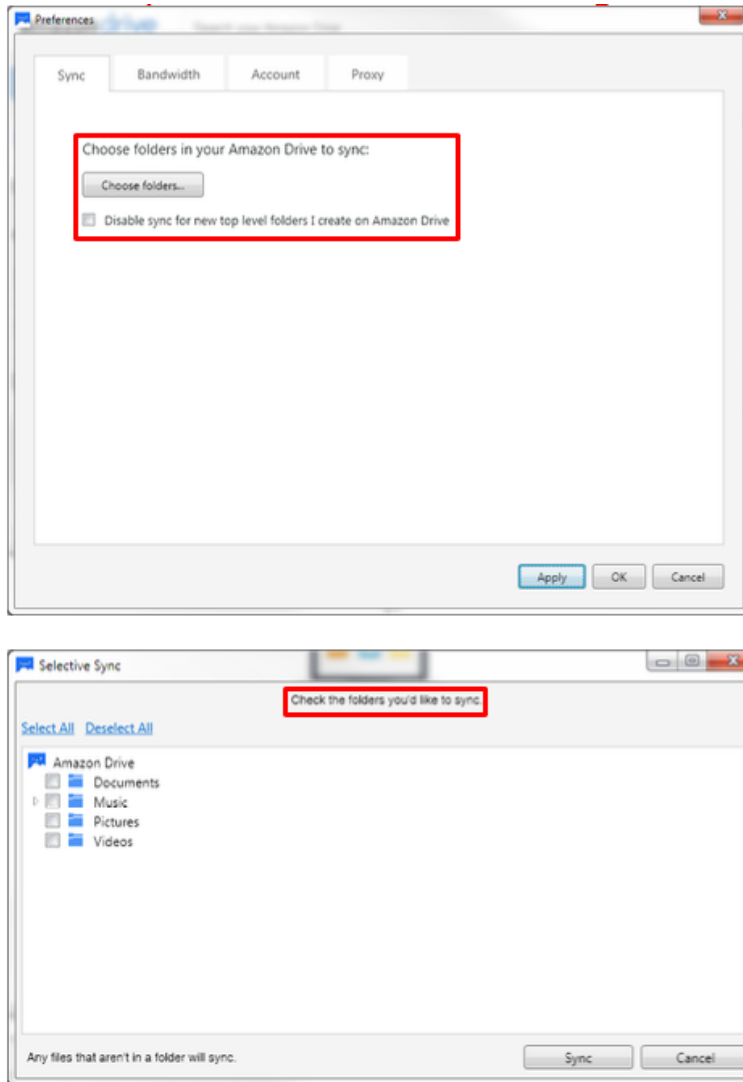 Preferences
Sync Bandwidth Account Proxy
Choose folders in your Amazon Drive to sync:
Choose folders...
Disable sync for new top level folders I create on Amazon Drive
Apply OK Cancel
Selective Sync
Check the folders you'd like to sync.
Select All Deselect All
Amazon Drive
Documents
Music
Pictures
Videos
Any files that aren't in a folder will sync.
Sync Cancel